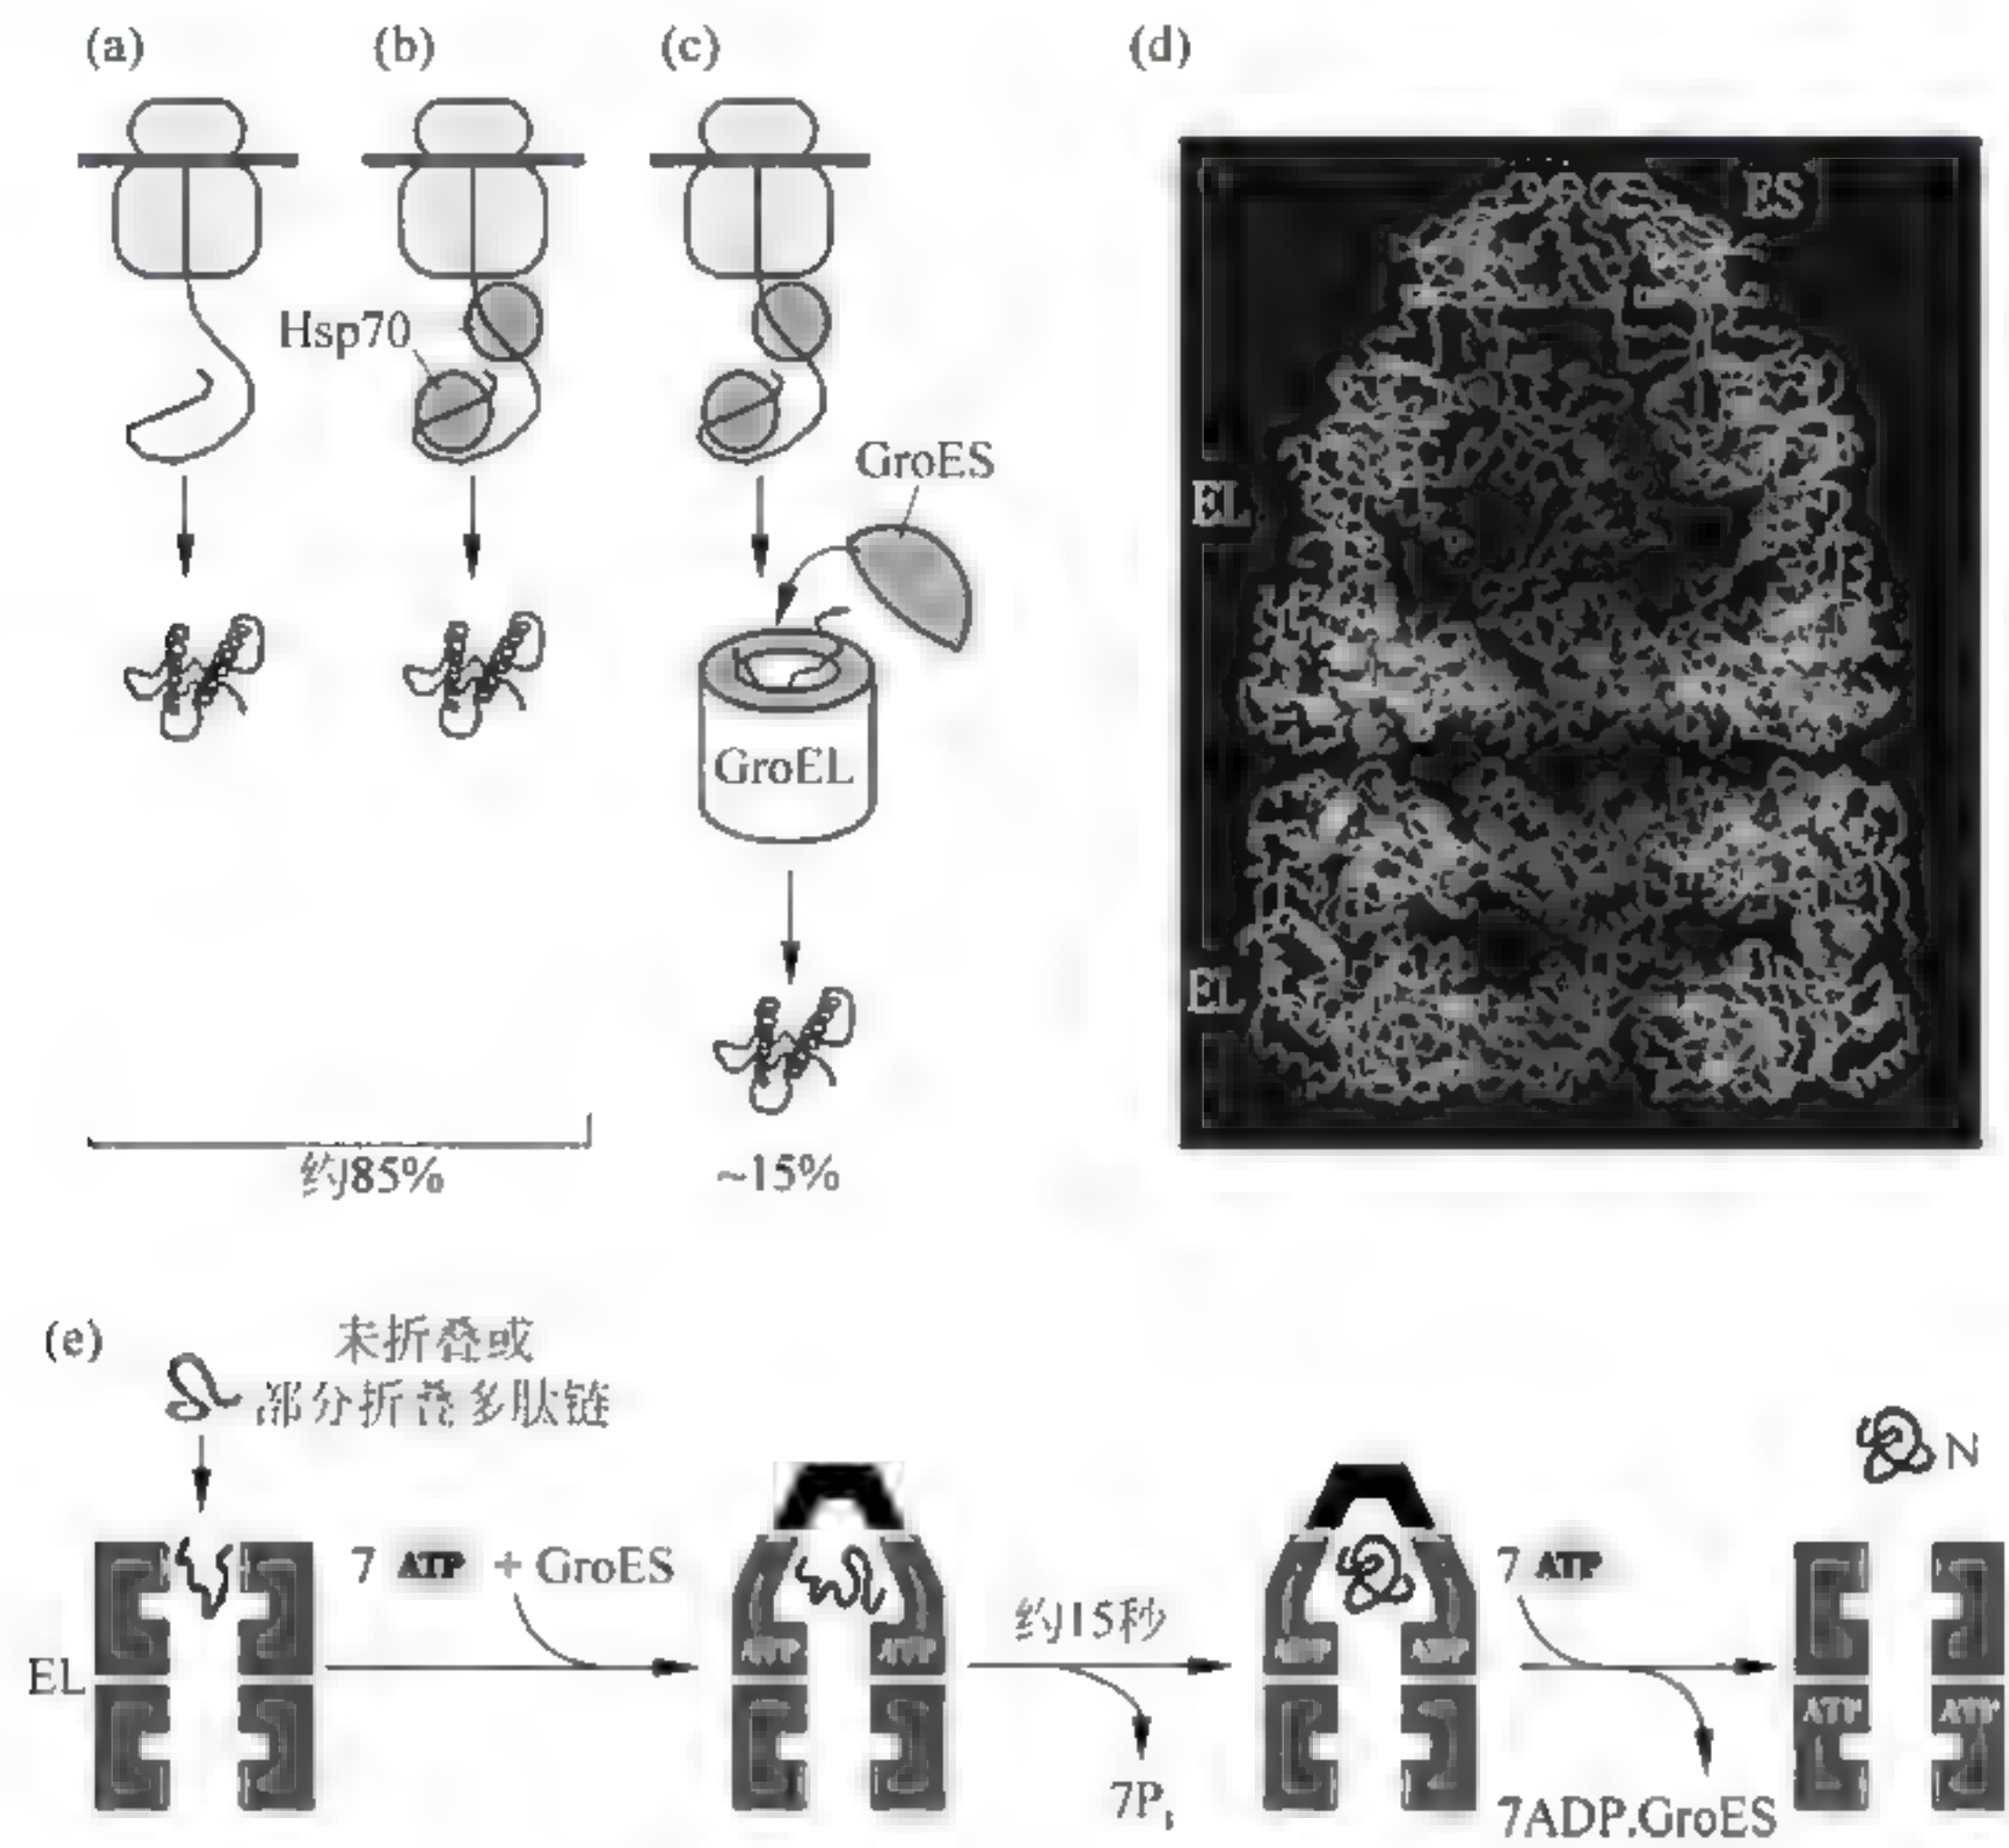 (a)
(b)
(c)
(d)
Hsp70
GroES
GroEL
约85%
~15%
ES
EL
EL
(e)
未折叠或
部分折叠多肽链
EL
7 ATP + GroES
ATP ATP
约15秒
7Pi
7 ATP
7ADP.GroES
N
ATP ATP